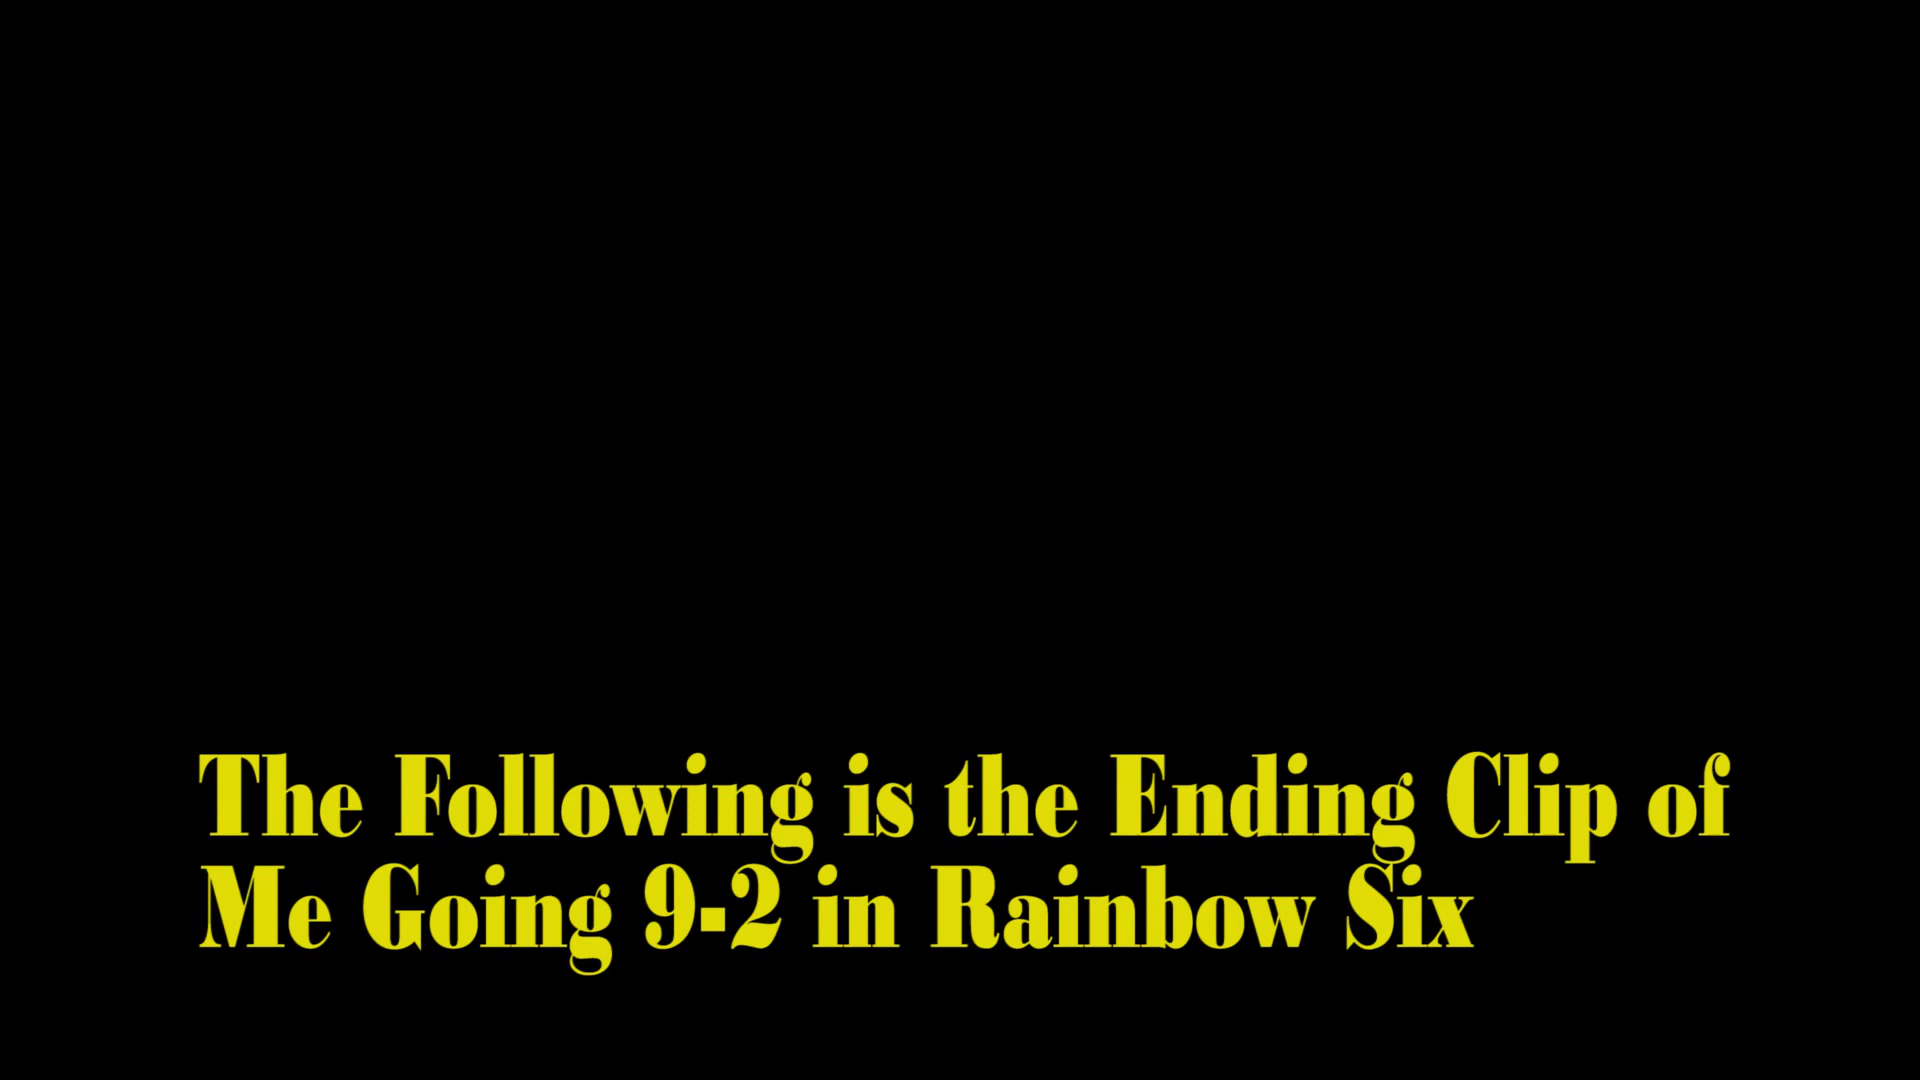 The Following is the Ending Clip of
Me Going 9-2 in Rainbow Six